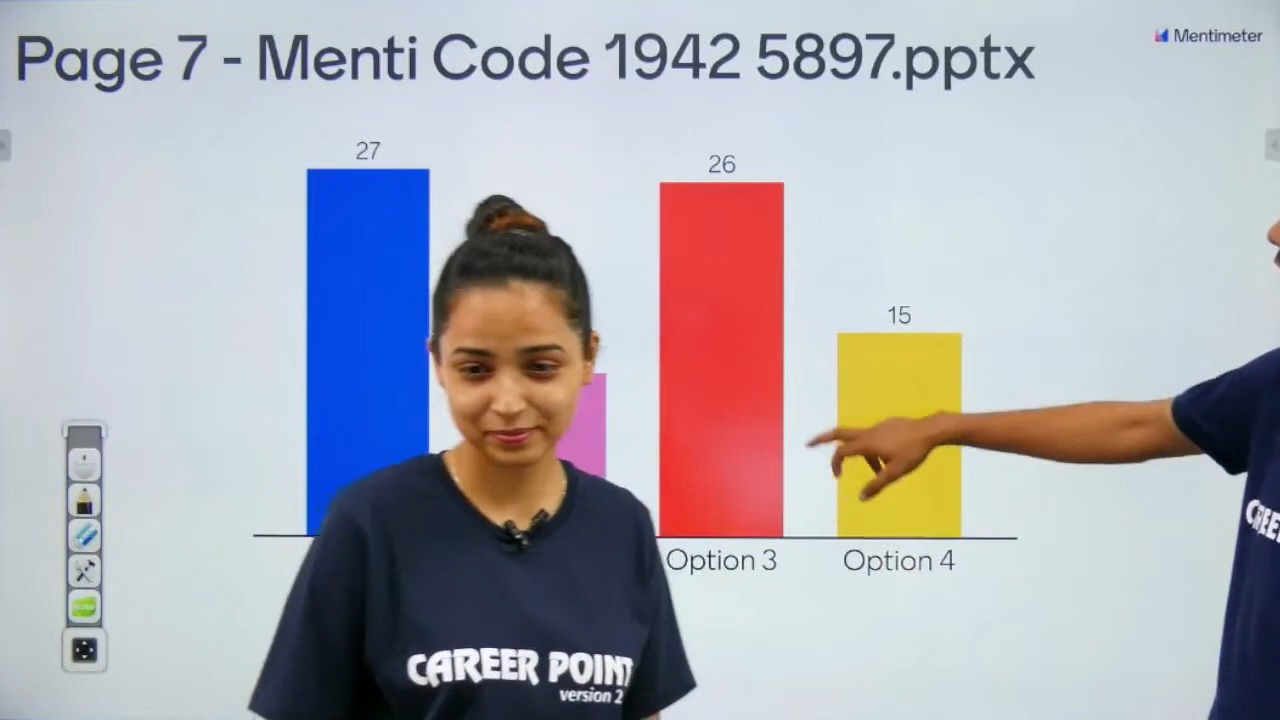 Page 7 - Menti Code 1942 5897.pptx
Mentimeter
27
26
15
Option 3
Option 4
CAREER POINT
version 2